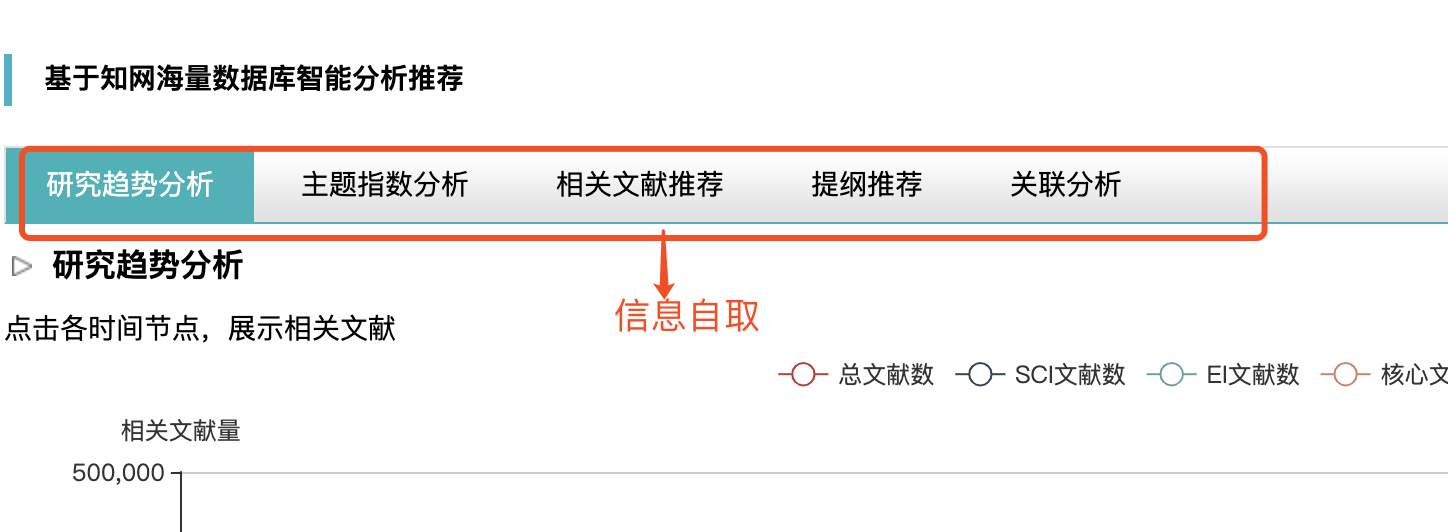 基于知网海量数据库智能分析推荐
研究趋势分析 主题指数分析 相关文献推荐 提纲推荐 关联分析
研究趋势分析
信息自取
点击各时间节点，展示相关文献
总文献数 SCI文献数 EI文献数 核心文
相关文献量
500,000